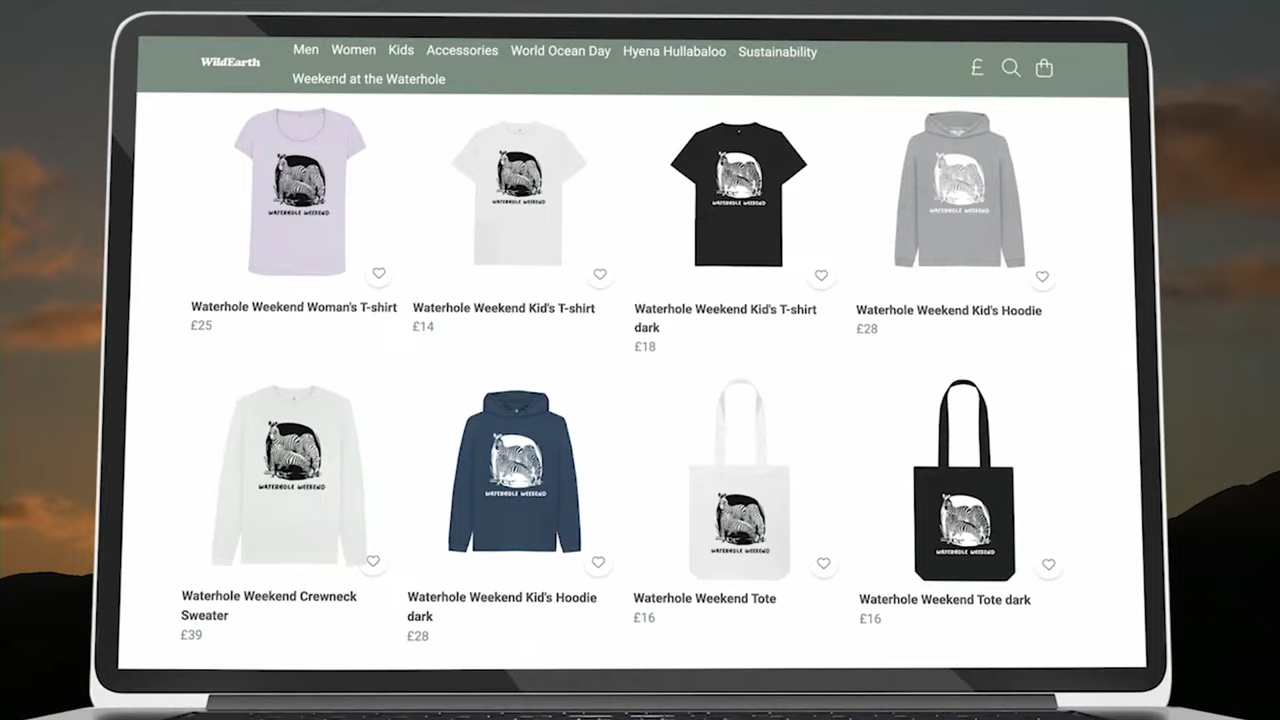 WildEarth
Men Women Kids Accessories World Ocean Day Hyena Hullabaloo Sustainability
Weekend at the Waterhole
£
WATERHOLE WEEKEND
WATERHOLE WEEKEND
WATERHOLE WEEKEND
WATERHOLE WEEKEND
Waterhole Weekend Woman's T-shirt
£25
Waterhole Weekend Kid's T-shirt
£14
Waterhole Weekend Kid's T-shirt
dark
£18
Waterhole Weekend Kid's Hoodie
£28
WATERHOLE WEEKEND
WATERHOLE WEEKEND
WATERHOLE WEEKEND
WATERHOLE WEEKEND
Waterhole Weekend Crewneck
Sweater
£39
Waterhole Weekend Kid's Hoodie
dark
£28
Waterhole Weekend Tote
£16
Waterhole Weekend Tote dark
£16